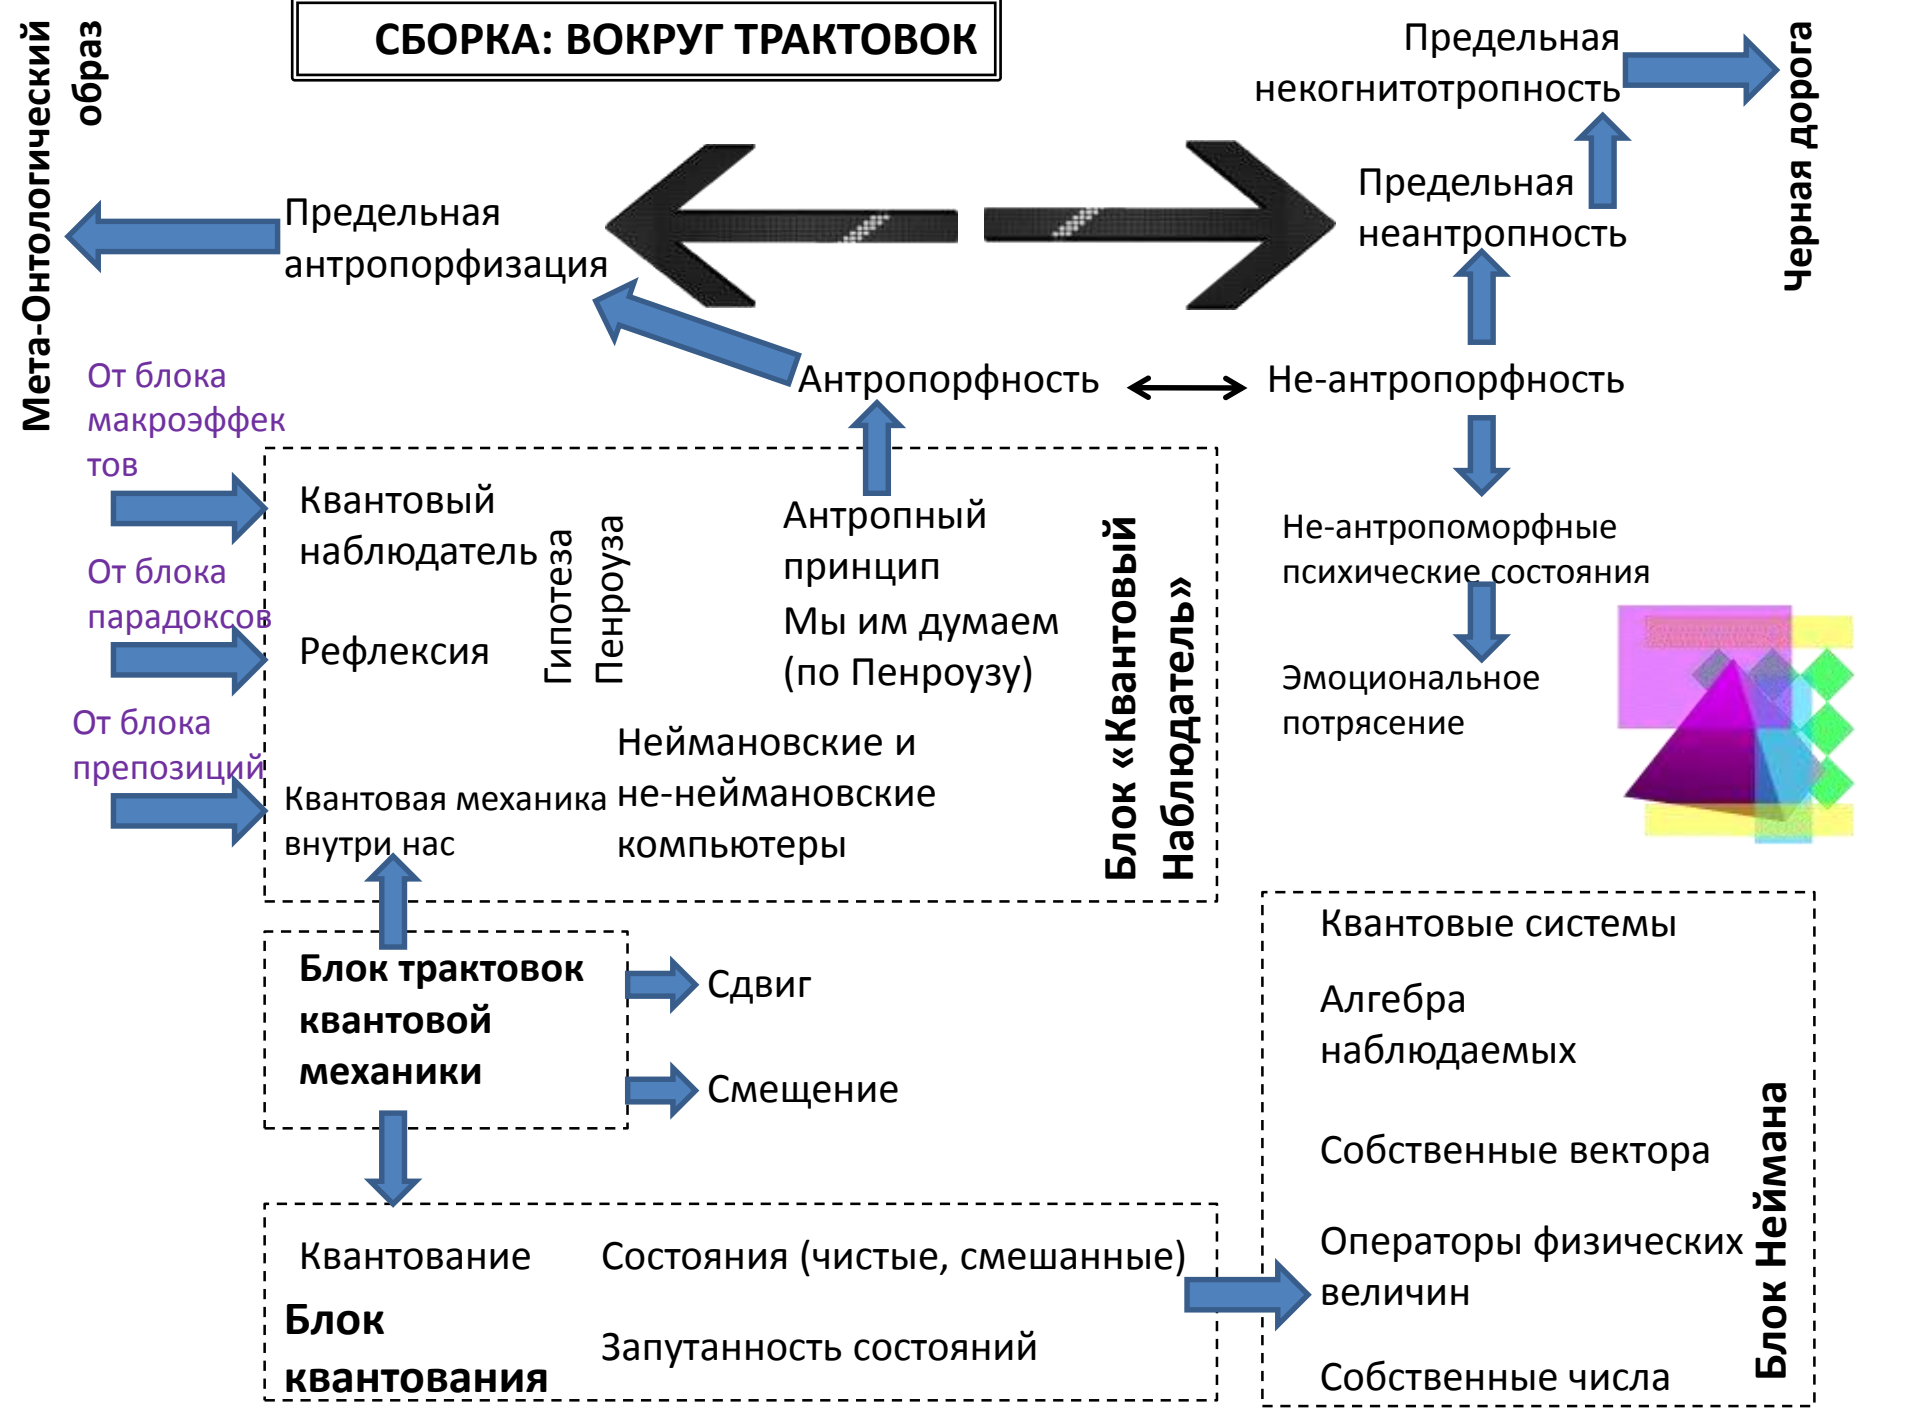 СБОРКА: ВОКРУГ ТРАКТОВОК
Мета-Онтологический
образ
Предельная
некогнитотропность
Черная дорога
Предельная
неантропность
Предельная
антропорфизация
Антропорфность
Не-антропорфность
От блока
макроэффек
тов
От блока
парадоксов
От блока
препозиций
Квантовый
наблюдатель
Гипотеза
Пенроуза
Рефлексия
Антропный
принцип
Мы им думаем
(по Пенроузу)
Квантовая механика
внутри нас
Неймановские и
не-неймановские
компьютеры
Блок «Квантовый
Наблюдатель»
Не-антропоморфные
психические состояния
Эмоциональное
потрясение
Блок трактовок
квантовой
механики
Сдвиг
Смещение
Квантование
Состояния (чистые, смешанные)
Блок
квантования
Запутанность состояний
Квантовые системы
Алгебра
наблюдаемых
Собственные вектора
Операторы физических
величин
Собственные числа
Блок Неймана